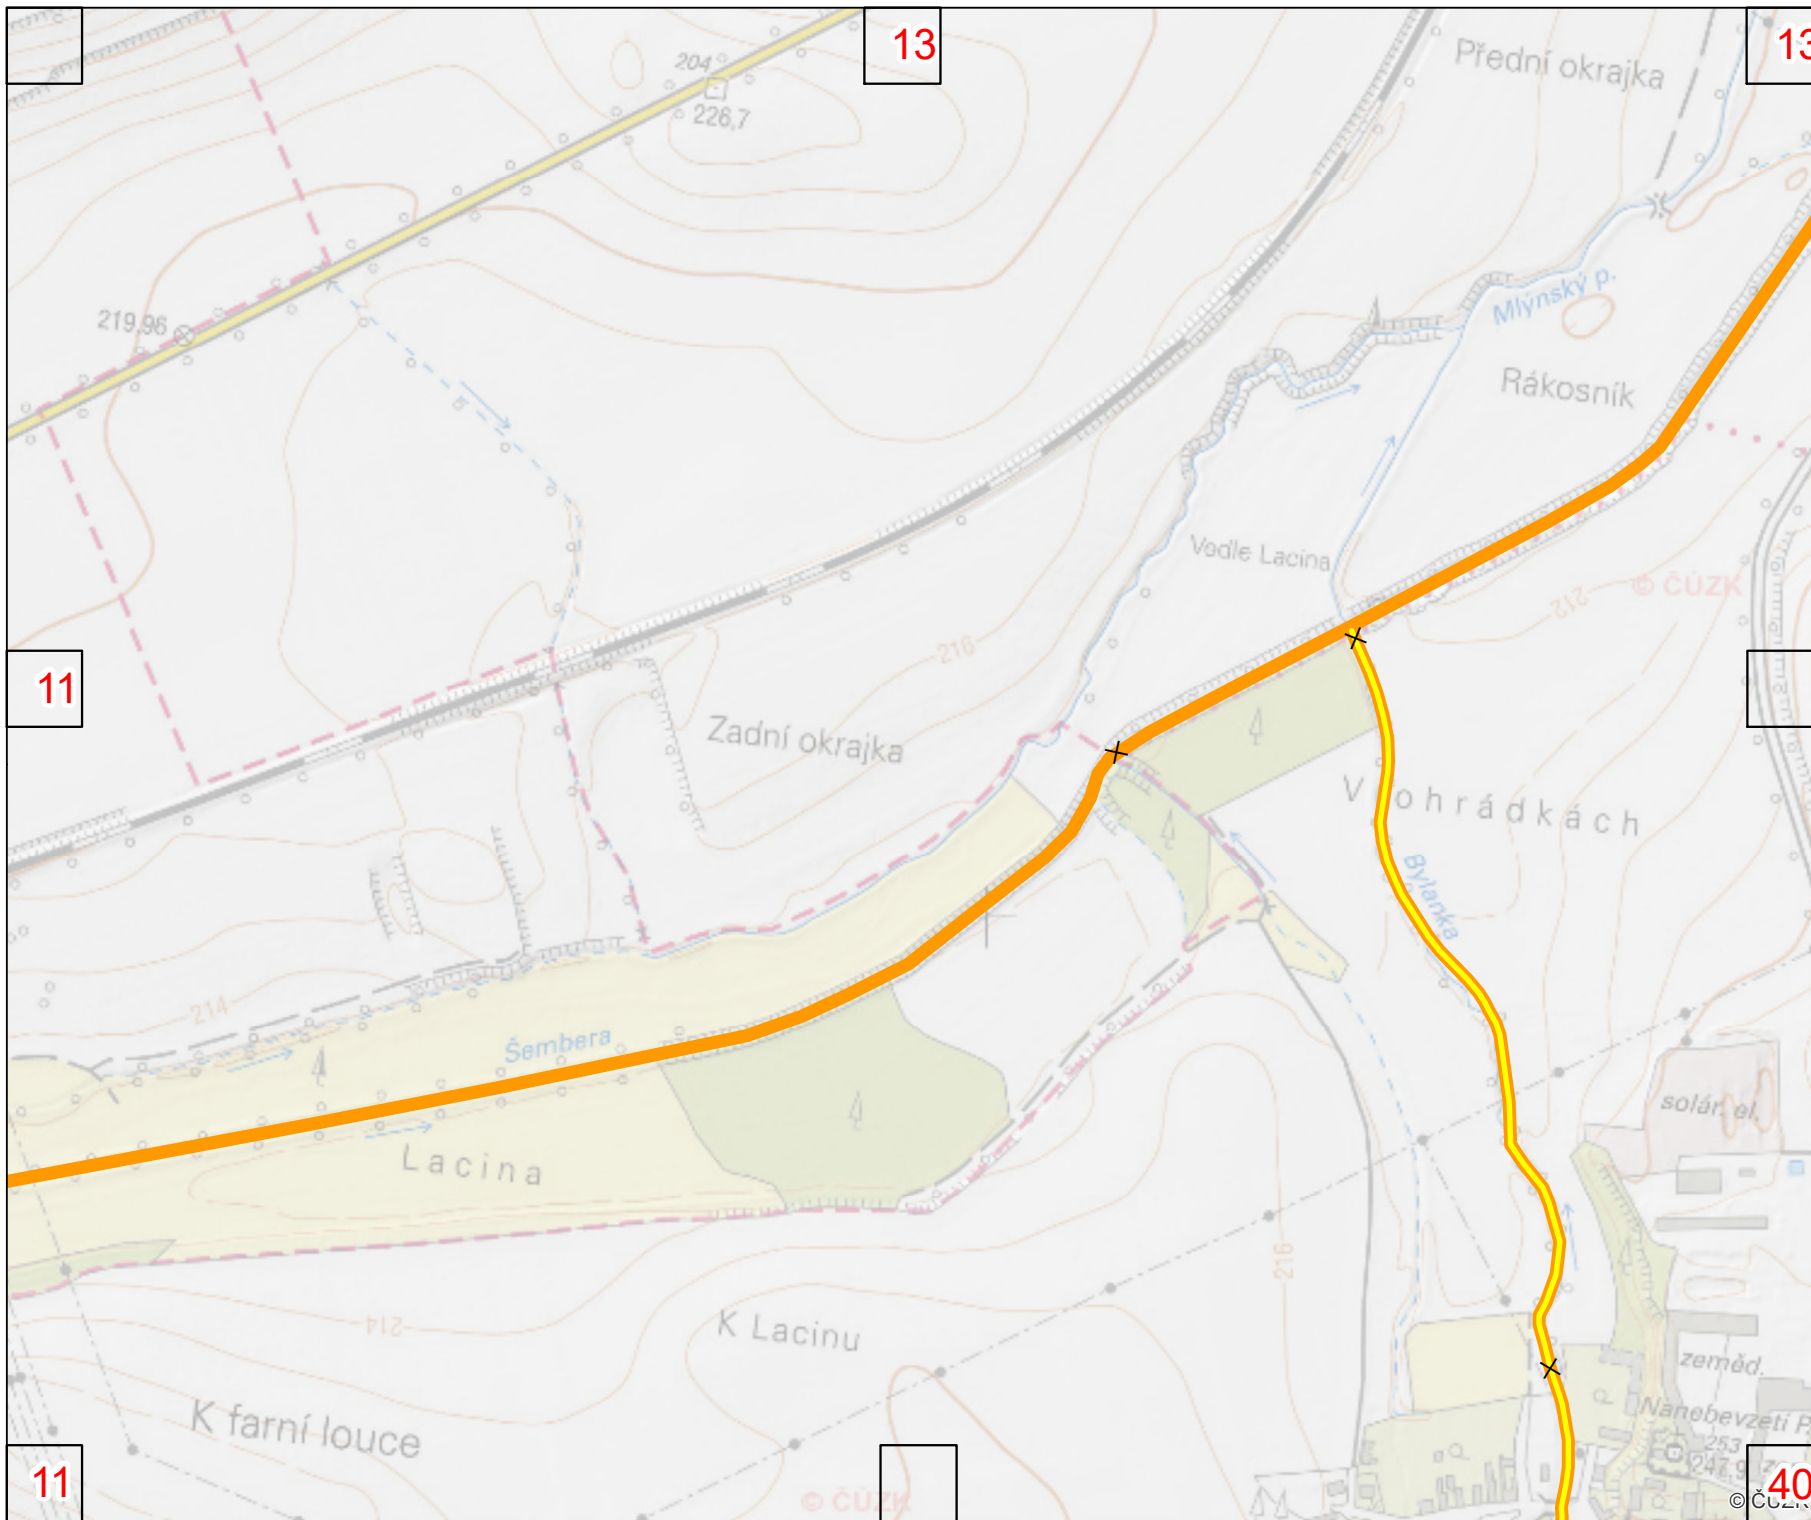 13
13
Přední okrajka
204
226,7
219,96
Mlýnský p.
Rákosník
Vedle Lacina
© ČÚZK
212
216
11
Zadní okrajka
V ohrádkách
Bylanka
214
Šembera
solár. el.
Lacina
216
214
K Lacinu
zeměd.
K farní louce
Nanebevzetí P.
253
247,9
11
© ČÚZK
40
© ČÚZK